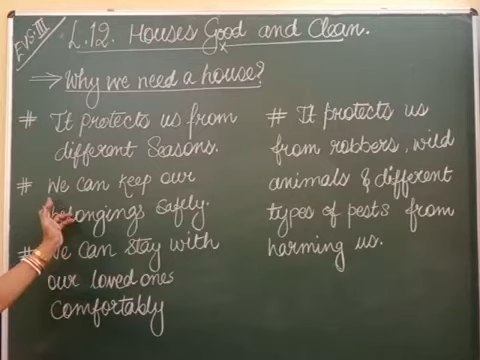 EVS-III
L.12. Houses Good and Clean.
⇒ Why we need a house?
# It protects us from
different Seasons.
# We can keep our
belongings safly.
# We can stay with
our loved ones
comfortably
# It protects us
from robbers, wild
animals & different
types of pests from
harming us.